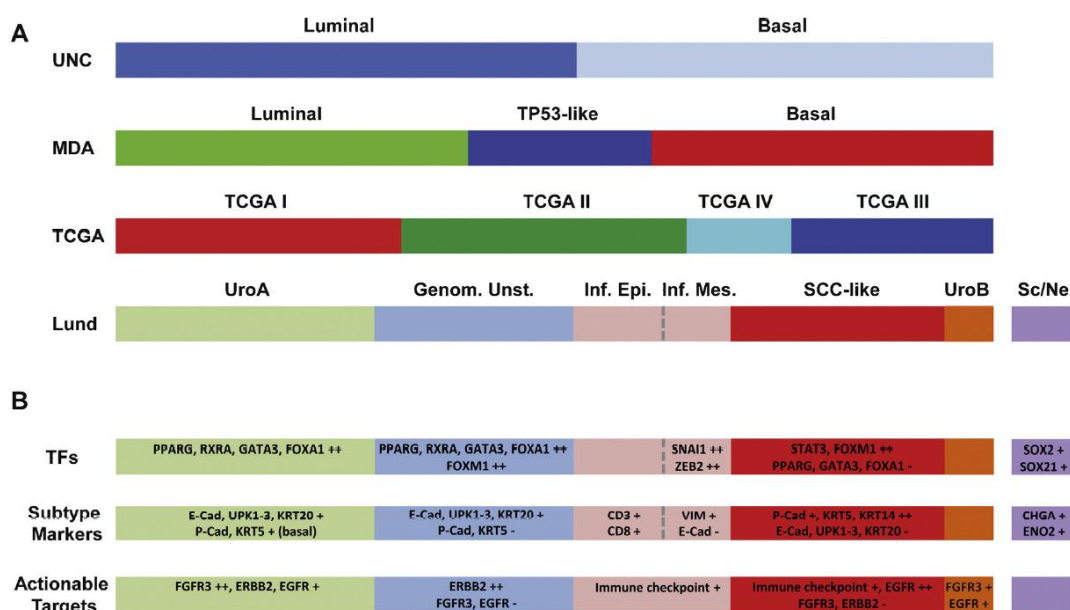 A
Luminal Basal
UNC
Luminal TP53-like Basal
MDA
TCGA I TCGA II TCGA IV TCGA III
TCGA
UroA Genom. Unst. Inf. Epi. Inf. Mes. SCC-like UroB Sc/Ne
Lund
B
TFs
PPARG, RXRA, GATA3, FOXA1 ++
PPARG, RXRA, GATA3, FOXA1 ++
FOXM1 ++
SNAI1 ++
ZEB2 ++
STAT3, FOXM1 ++
PPARG, GATA3, FOXA1 -
SOX2 +
SOX21 +
Subtype
Markers
E-Cad, UPK1-3, KRT20 +
P-Cad, KRT5 + (basal)
E-Cad, UPK1-3, KRT20 +
P-Cad, KRT5 -
CD3 +
CD8 +
VIM +
E-Cad -
P-Cad +, KRT5, KRT14 ++
E-Cad, UPK1-3, KRT20 -
CHGA +
ENO2 +
Actionable
Targets
FGFR3 ++, ERBB2, EGFR +
ERBB2 ++
FGFR3, EGFR -
Immune checkpoint +
Immune checkpoint +, EGFR ++
FGFR3, ERBB2 -
FGFR3 +
EGFR +